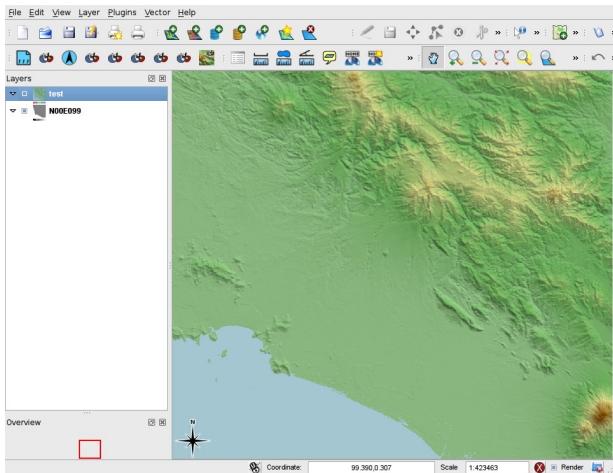 File Edit View Layer Plugins Vector Help
Layers
test
N00E099
Overview
N
Coordinate: 99.390,0.307 Scale 1:423463 Render